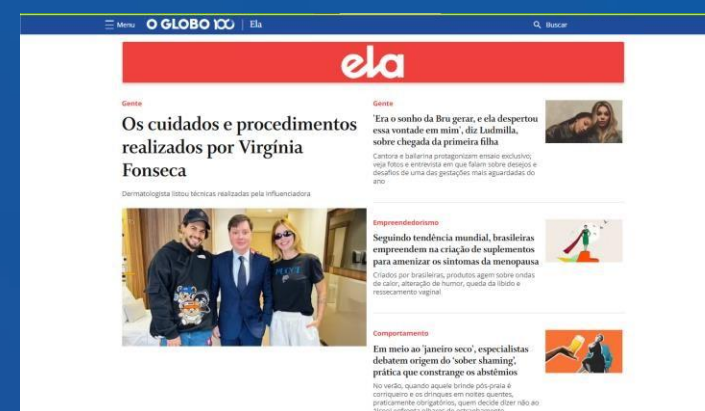 Menu O GLOBO 100 | Ela
Buscar
ela
Gente
Os cuidados e procedimentos
realizados por Virgínia
Fonseca
Dermatologista listou técnicas realizadas pela influenciadora
PUCCI
Gente
'Era o sonho da Bru gerar, e ela despertou
essa vontade em mim', diz Ludmilla,
sobre chegada da primeira filha
Cantora e bailarina protagonizam ensaio exclusivo;
veja fotos e entrevista em que falam sobre desejos e
desafios de uma das gestações mais aguardadas do
ano
Empreendedorismo
Seguindo tendência mundial, brasileiras
empreendem na criação de suplementos
para amenizar os sintomas da menopausa
Criados por brasileiras, produtos agem sobre ondas
de calor, alteração de humor, queda da libido e
ressecamento vaginal
Comportamento
Em meio ao 'janeiro seco', especialistas
debatem origem do 'sober shaming',
prática que constrange os abstêmios
No verão, quando aquele brinde pós-praia é
corriqueiro e os drinques em noites quentes,
praticamente obrigatórios, quem decide dizer não ao
álcool enfrenta olhares de estranhamento